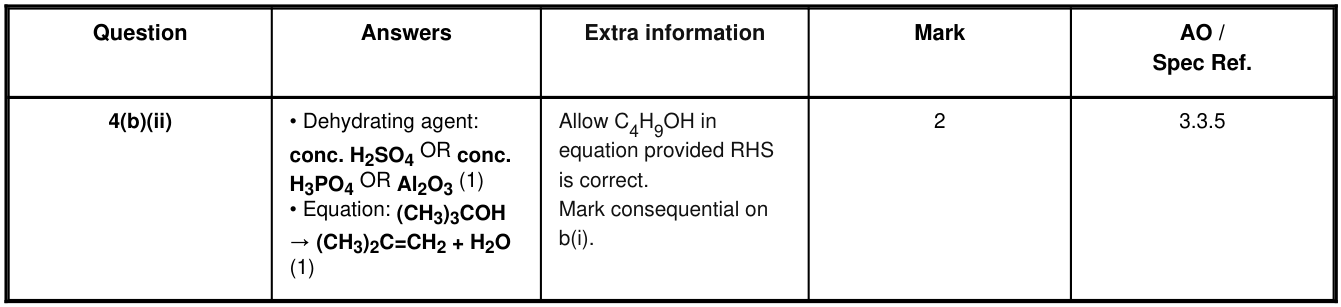 Question Answers Extra information Mark AO /
Spec Ref.
4(b)(ii)
• Dehydrating agent:
conc. H₂SO₄ OR conc.
H₃PO₄ OR Al₂O₃ (1)
• Equation: (CH₃)₃COH
→ (CH₃)₂C=CH₂ + H₂O
(1)
Allow C₄H₉OH in
equation provided RHS
is correct.
Mark consequential on
b(i).
2
3.3.5